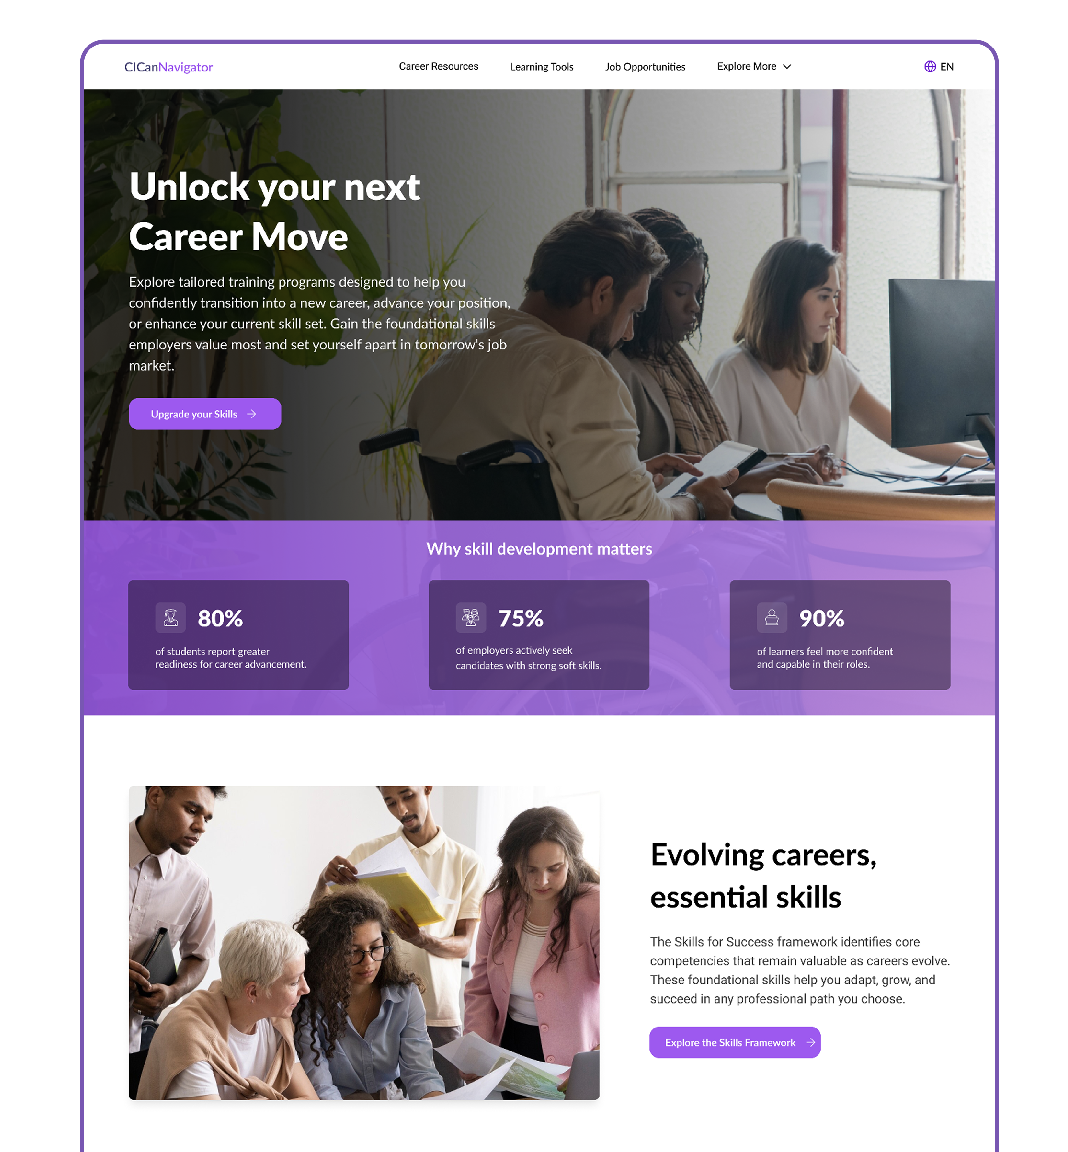 CICanNavigator
Career Resources
Learning Tools
Job Opportunities
Explore More
EN
Unlock your next
Career Move
Explore tailored training programs designed to help you
confidently transition into a new career, advance your position,
or enhance your current skill set. Gain the foundational skills
employers value most and set yourself apart in tomorrow's job
market.
Upgrade your Skills
Why skill development matters
80%
of students report greater
readiness for career advancement.
75%
of employers actively seek
candidates with strong soft skills.
90%
of learners feel more confident
and capable in their roles.
Evolving careers,
essential skills
The Skills for Success framework identifies core
competencies that remain valuable as careers evolve.
These foundational skills help you adapt, grow, and
succeed in any professional path you choose.
Explore the Skills Framework